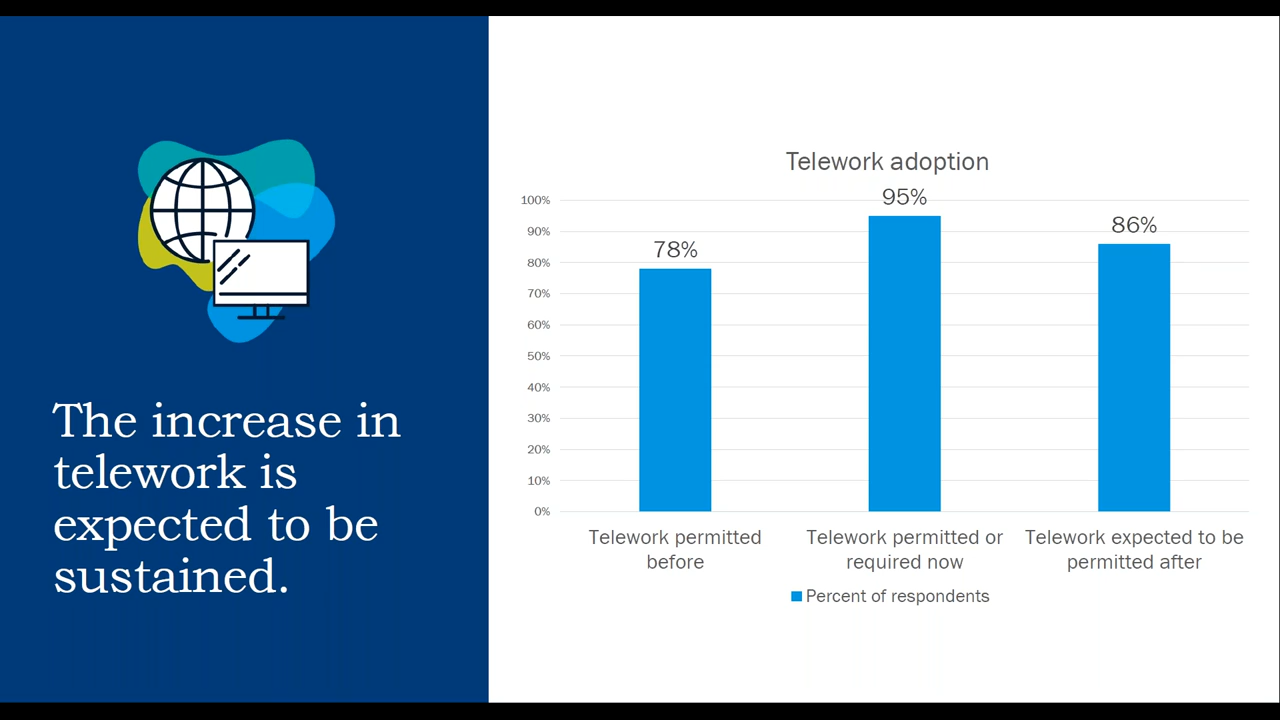 The increase in
telework is
expected to be
sustained.
Telework adoption
100%
90%
80%
70%
60%
50%
40%
30%
20%
10%
0%
78%
95%
86%
Telework permitted
before
Telework permitted or
required now
Telework expected to be
permitted after
Percent of respondents